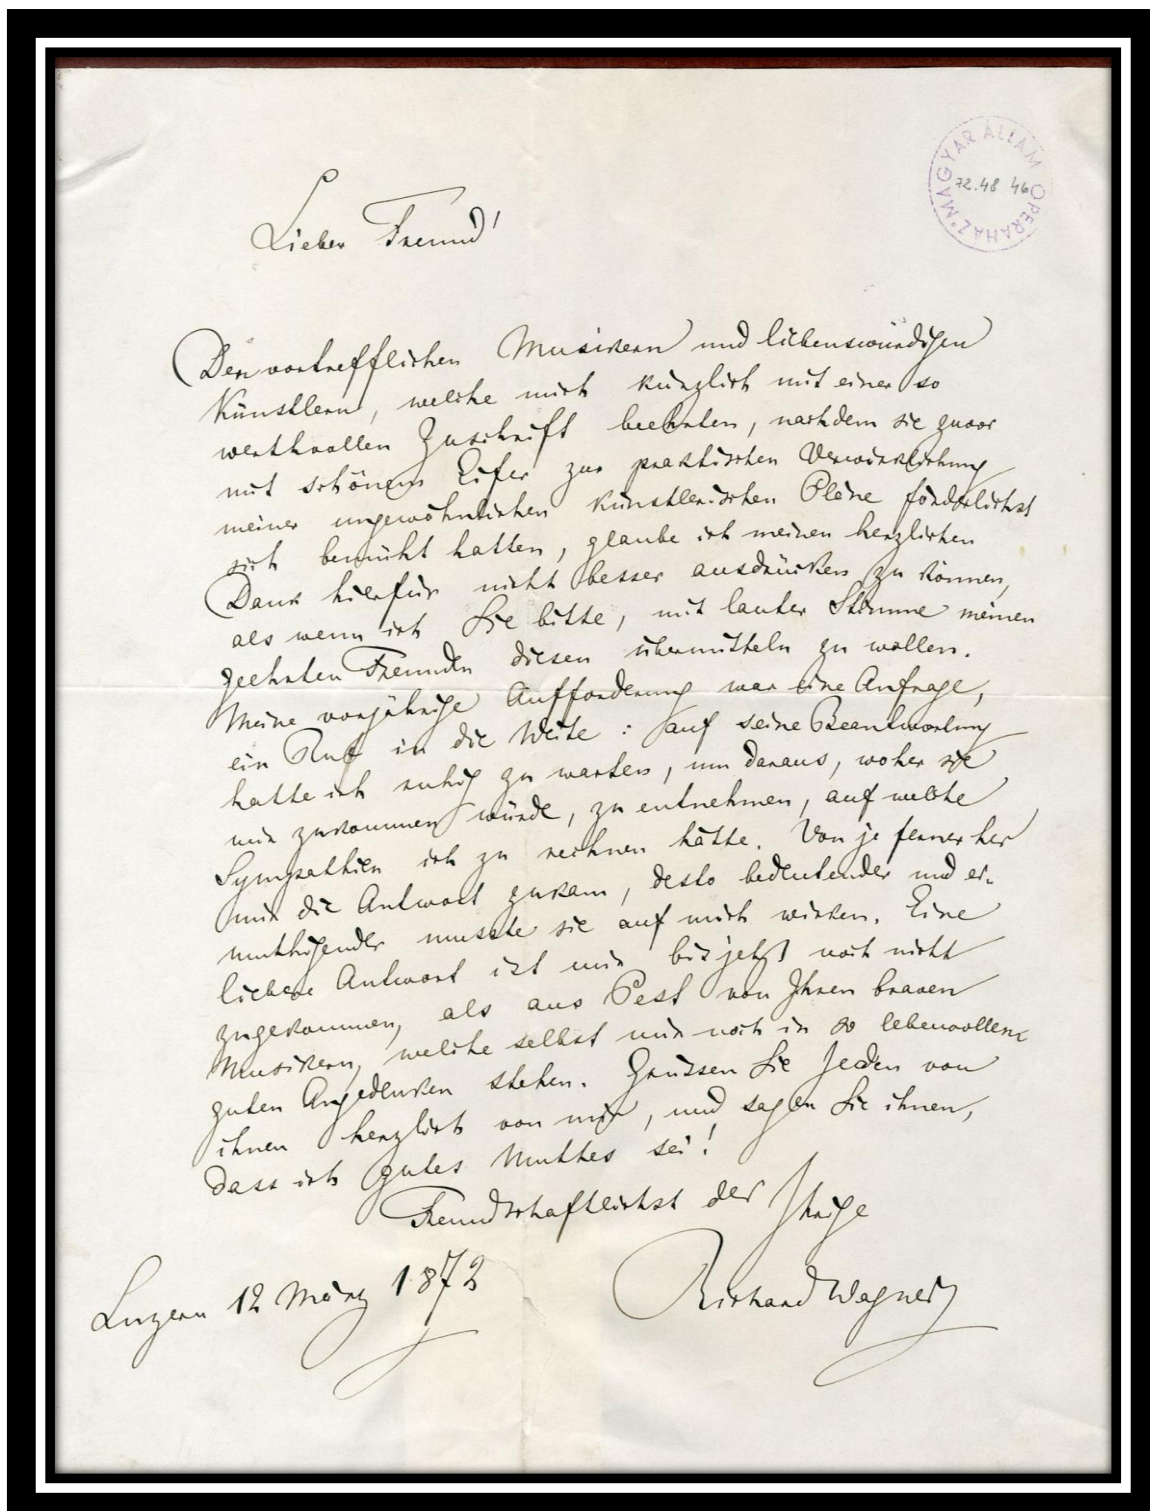 MAGYAR ÁLLAMI OPERAHÁZ
72.48 46
Lieber Freund!
Den vortrefflichen Musikern und liebenswürdigen
Künstlern, welche mich kürzlich mit einer so
werthvollen Zuschrift beehrten, nachdem sie zuvor
mit schönem Eifer zur praktischen Verwirklichung
meiner ungewöhnlichen künstlerischen Pläne förderlichst
sich bemüht hatten, glaube ich meinen herzlichen
Dank hierfür nicht besser ausdrücken zu können,
als wenn ich Sie bitte, mit lauter Stimme meinen
geehrten Freunden diesen übermitteln zu wollen.
Meine vorjährige Aufforderung war eine Anfrage,
ein Ruf in die Weite: auf seine Beantwortung
hatte ich ruhig zu warten, um daraus, woher sie
mir zukommen würde, zu entnehmen, auf welche
Sympathien ich zu rechnen hätte. Von je ferner her
mir die Antwort zukam, desto bedeutender und er-
muthigender musste sie auf mich wirken. Eine
liebere Antwort ist mir bis jetzt noch nicht
zugekommen, als aus Pest von Ihren braven
Musikern, welche selbst mir noch in so lebenvollem
guten Angedenken stehen. Grüssen Sie Jeden von
ihnen herzlich von mir, und sagen Sie ihnen,
dass ich gutes Muthes sei!
Freundschaftlichst der Ihrige
Richard Wagner
Luzern 12 März 1872